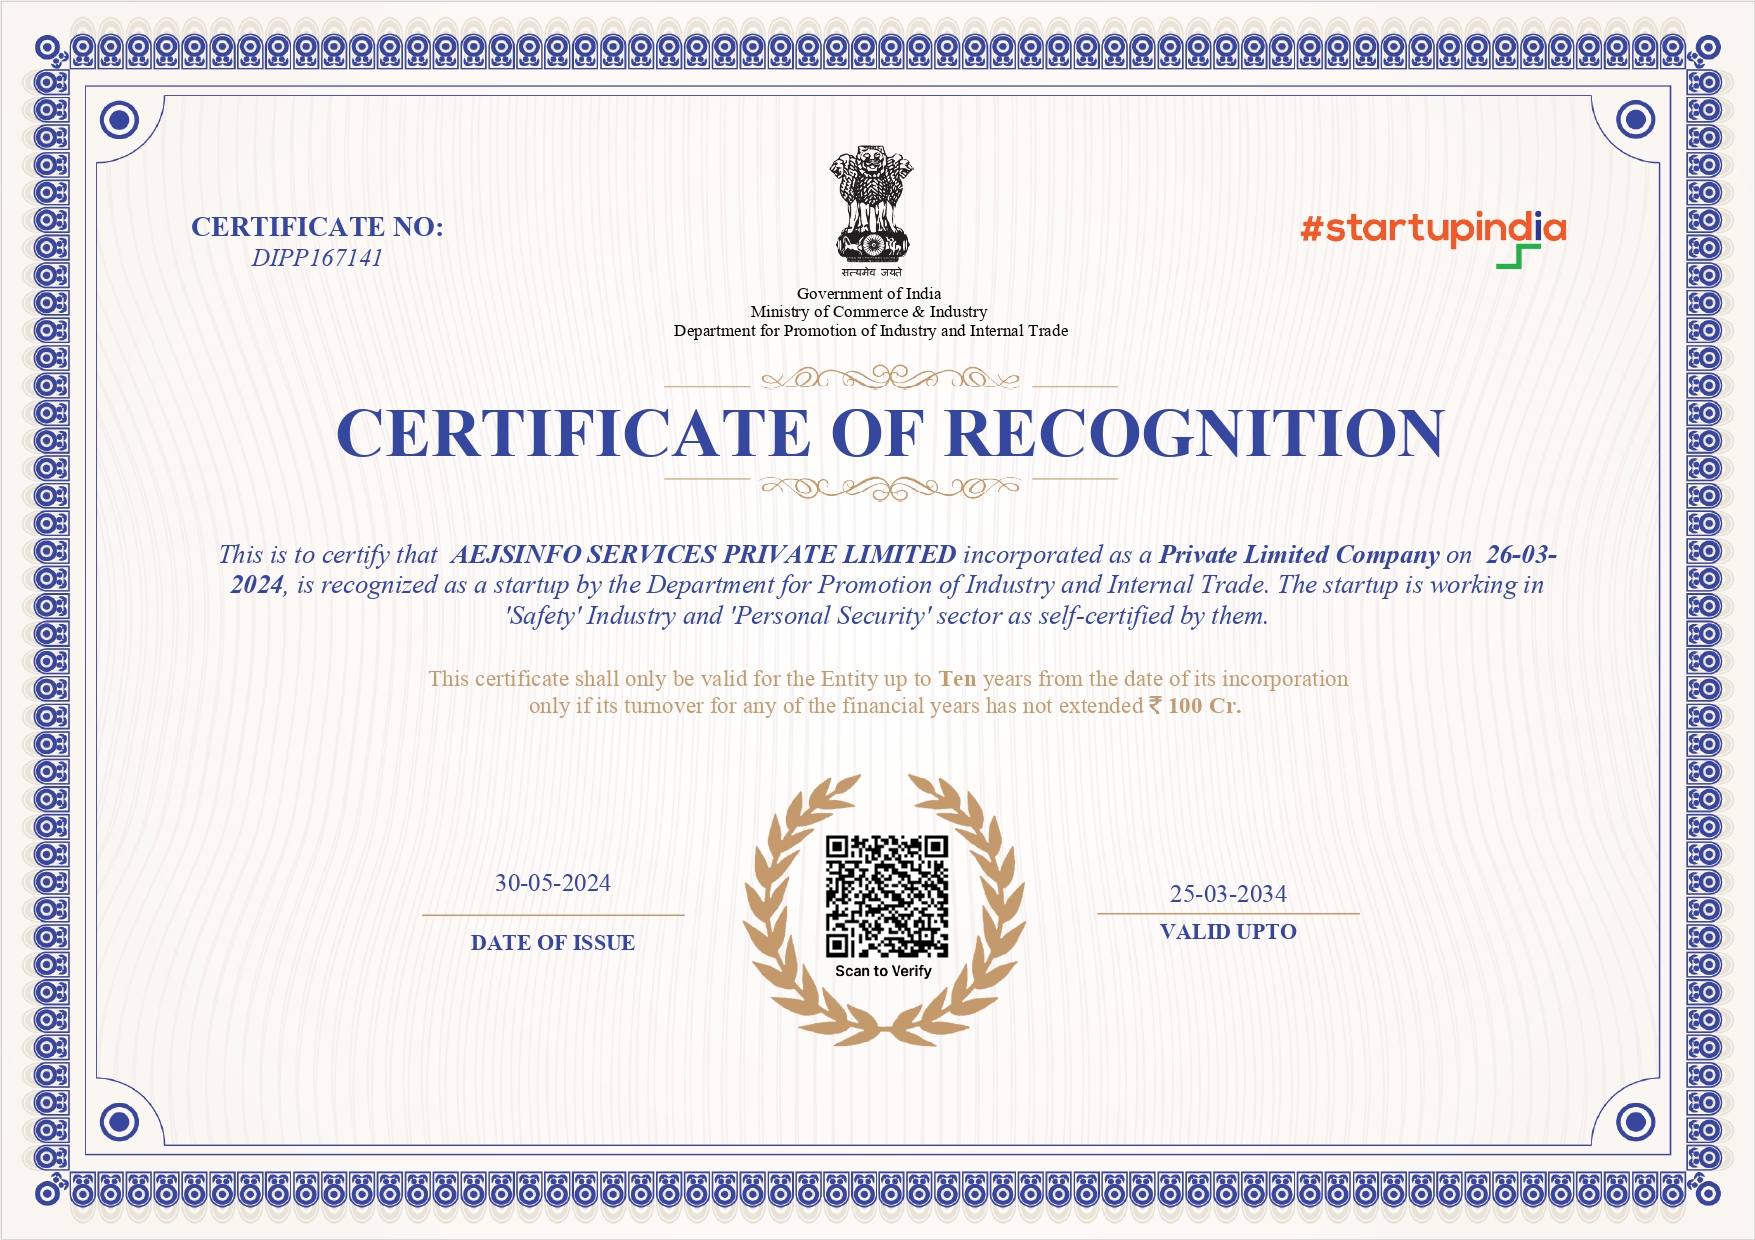 CERTIFICATE NO:
DIPP167141
#startupindia
सत्यमेव जयते
Government of India
Ministry of Commerce & Industry
Department for Promotion of Industry and Internal Trade
CERTIFICATE OF RECOGNITION
This is to certify that AEJSINFO SERVICES PRIVATE LIMITED incorporated as a Private Limited Company on 26-03-
2024, is recognized as a startup by the Department for Promotion of Industry and Internal Trade. The startup is working in
'Safety' Industry and 'Personal Security' sector as self-certified by them.
This certificate shall only be valid for the Entity up to Ten years from the date of its incorporation
only if its turnover for any of the financial years has not extended ₹ 100 Cr.
30-05-2024
DATE OF ISSUE
Scan to Verify
25-03-2034
VALID UPTO